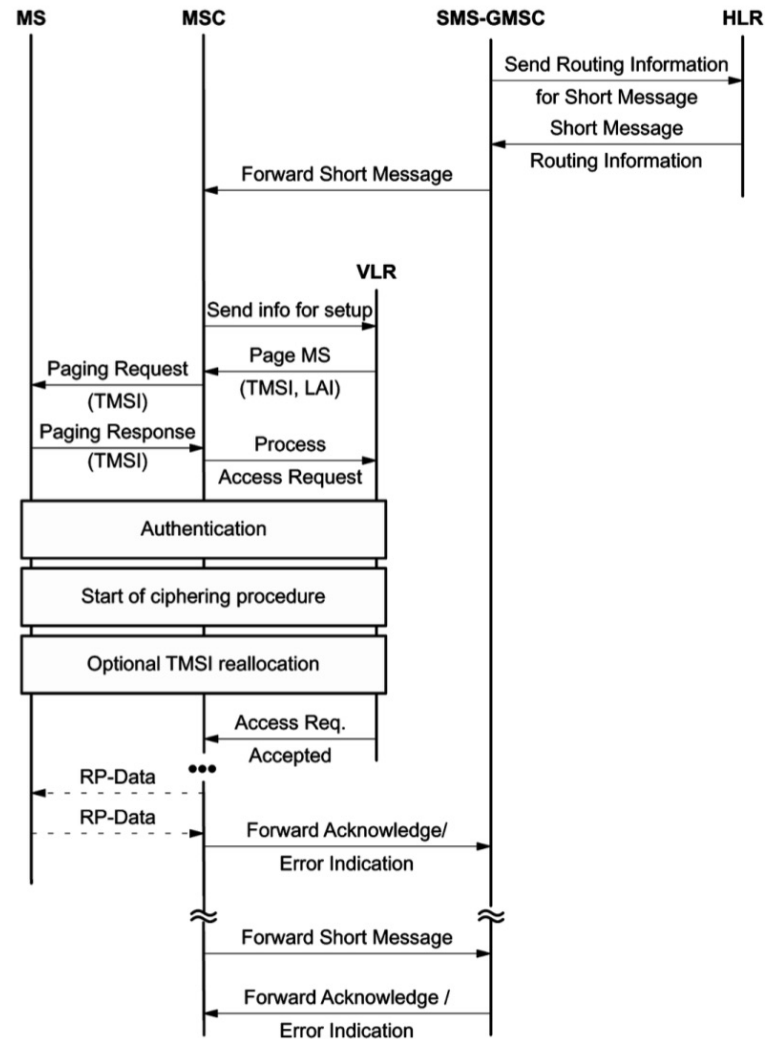 MS MSC SMS-GMSC HLR
Send Routing Information
for Short Message
Short Message
Routing Information
Forward Short Message
VLR
Send info for setup
Page MS
(TMSI, LAI)
Paging Request
(TMSI)
Paging Response
(TMSI)
Process
Access Request
Authentication
Start of ciphering procedure
Optional TMSI reallocation
Access Req.
Accepted
RP-Data
RP-Data
Forward Acknowledge/
Error Indication
Forward Short Message
Forward Acknowledge /
Error Indication